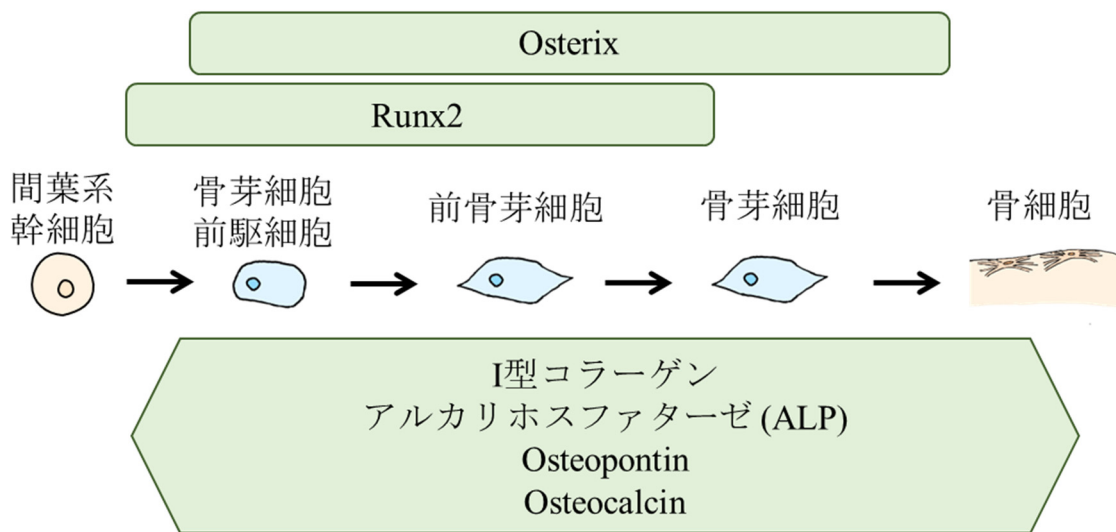 Osterix
Runx2
間葉系
幹細胞
骨芽細胞
前駆細胞
前骨芽細胞
骨芽細胞
骨細胞
I型コラーゲン
アルカリホスファターゼ (ALP)
Osteopontin
Osteocalcin